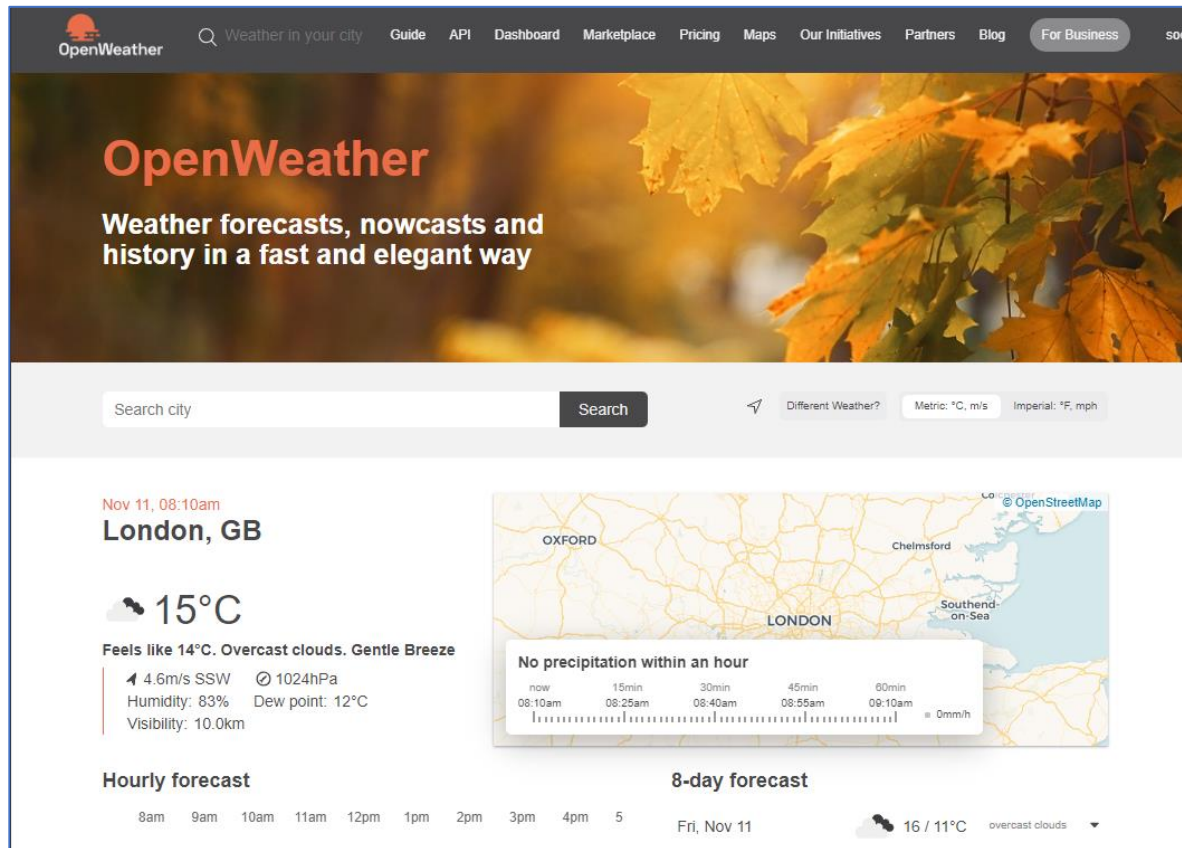 OpenWeather
Weather in your city
Guide
API
Dashboard
Marketplace
Pricing
Maps
Our Initiatives
Partners
Blog
For Business
OpenWeather
Weather forecasts, nowcasts and
history in a fast and elegant way
Search city
Search
Different Weather?
Metric: °C, m/s
Imperial: °F, mph
Nov 11, 08:10am
London, GB
15°C
Feels like 14°C. Overcast clouds. Gentle Breeze
4.6m/s SSW 1024hPa
Humidity: 83% Dew point: 12°C
Visibility: 10.0km
© OpenStreetMap
OXFORD
Chelmsford
Southend-
on-Sea
LONDON
No precipitation within an hour
now 15min 30min 45min 60min
08:10am 08:25am 08:40am 08:55am 09:10am
0mm/h
Hourly forecast
8am 9am 10am 11am 12pm 1pm 2pm 3pm 4pm 5
8-day forecast
Fri, Nov 11 16 / 11°C overcast clouds